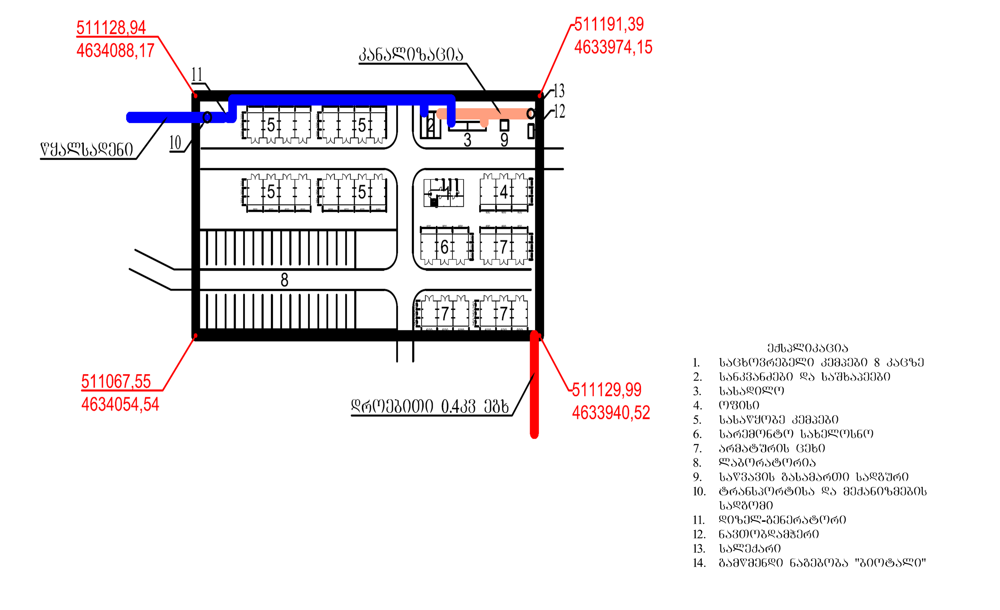 511128,94
4634088,17
511191,39
4633974,15
კანალიზაცია
11
13
12
10
წყალსადენი
5
5
2
3
9
5
5
1
4
6
7
8
7
7
511067,55
4634054,54
511129,99
4633940,52
დროებითი 0.4კვ ეგხ
ექსპლიკაცია
1. საცხოვრებელი კემპები 8 კაცზე
2. სანკვანძები და საშხაპეები
3. სასადილო
4. ოფისი
5. სასაწყობე კემპები
6. სარემონტო სახელოსნო
7. არმატურის ცეხი
8. ლაბორატორია
9. საწვავის გასამართი სადგური
10. ტრანსპორტისა და მექანიზმების
სადგომი
11. დიზელ-გენერატორი
12. ნავთობდამჭერი
13. სალექარი
14. გამწმენდი ნაგებობა "ბიოტალი"